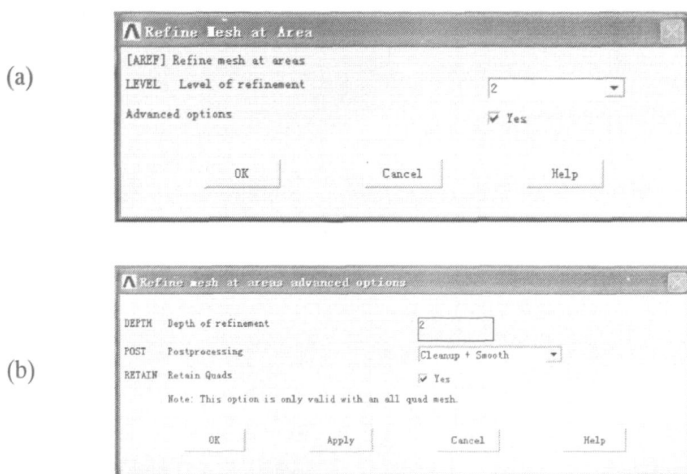 Refine Mesh at Area
(a)
[AREF] Refine mesh at areas
LEVEL Level of refinement 2
Advanced options Yes
OK Cancel Help
Refine mesh at areas advanced options
(b)
DEPTH Depth of refinement 2
POST Postprocessing Cleanup + Smooth
RETAIN Retain Quads Yes
Note: This option is only valid with an all quad mesh.
OK Apply Cancel Help